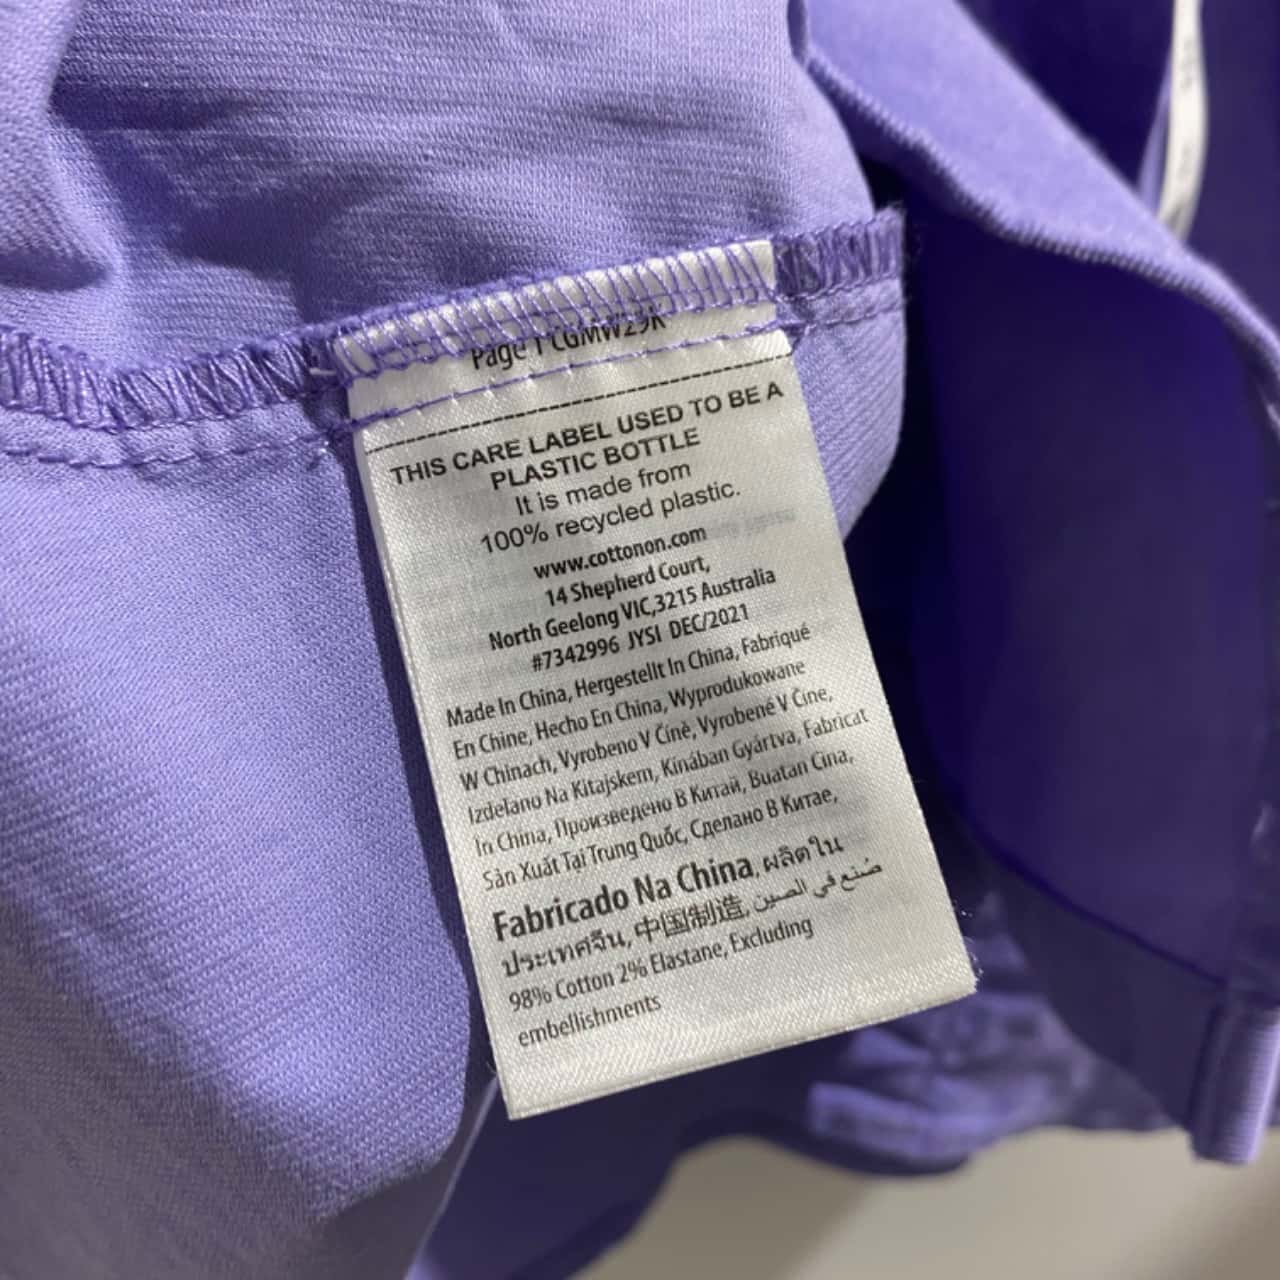 Page 1 CGMW29K
THIS CARE LABEL USED TO BE A
PLASTIC BOTTLE
It is made from
100% recycled plastic.
www.cottonon.com
14 Shepherd Court,
North Geelong VIC,3215 Australia
#7342996 JYSI DEC/2021
Made In China, Hergestellt In China, Fabriqué
En Chine, Hecho En China, Wyprodukowane
W Chinach, Vyrobeno V Číně, Vyrobené V Číne,
Izdelano Na Kitajskem, Kínában Gyártva, Fabricat
În China, Произведено В Китай, Buatan Cina,
Sản Xuất Tại Trung Quốc, Сделано В Китае,
Fabricado Na China, ผลิตใน
ประเทศจีน, 中国制造, صُنع في الصين
98% Cotton 2% Elastane, Excluding
embellishments